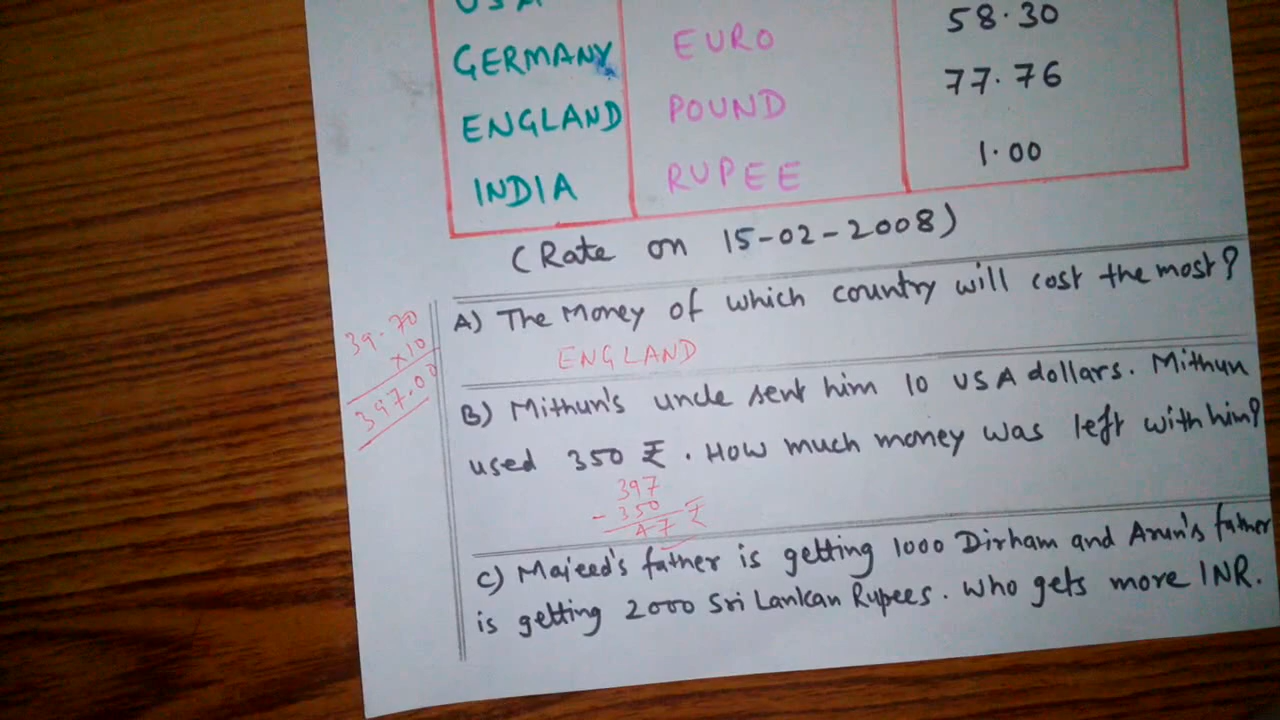 USA
GERMANY EURO 58.30
ENGLAND POUND 77.76
INDIA RUPEE 1.00
(Rate on 15-02-2008)
A) The Money of which country will cost the most?
ENGLAND
39.70
x10
397.00
B) Mithun's uncle sent him 10 USA dollars. Mithun
used 350 ₹. How much money was left with him?
397
- 350
47 ₹
C) Majeed's father is getting 1000 Dirham and Arun's father
is getting 2000 Sri Lankan Rupees. Who gets more INR.